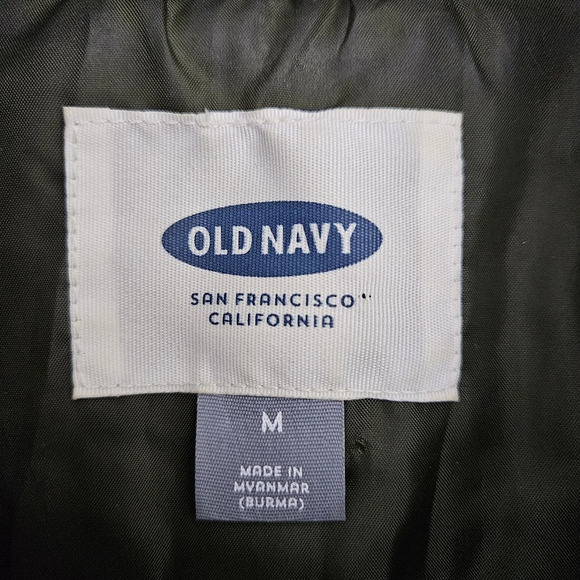 OLD NAVY
SAN FRANCISCO
CALIFORNIA
M
MADE IN
MYANMAR
(BURMA)